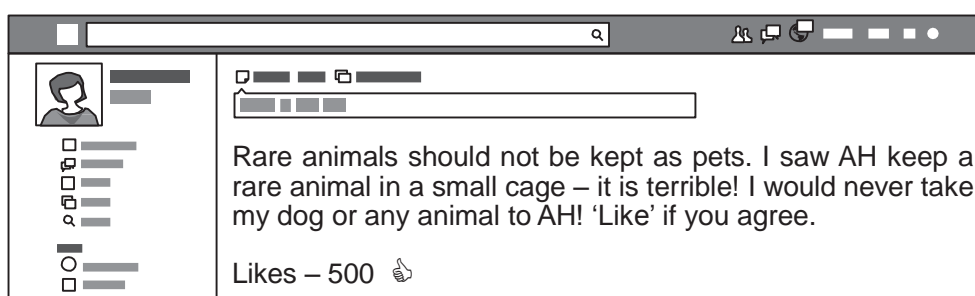 Rare animals should not be kept as pets. I saw AH keep a
rare animal in a small cage – it is terrible! I would never take
my dog or any animal to AH! ‘Like’ if you agree.
Likes – 500